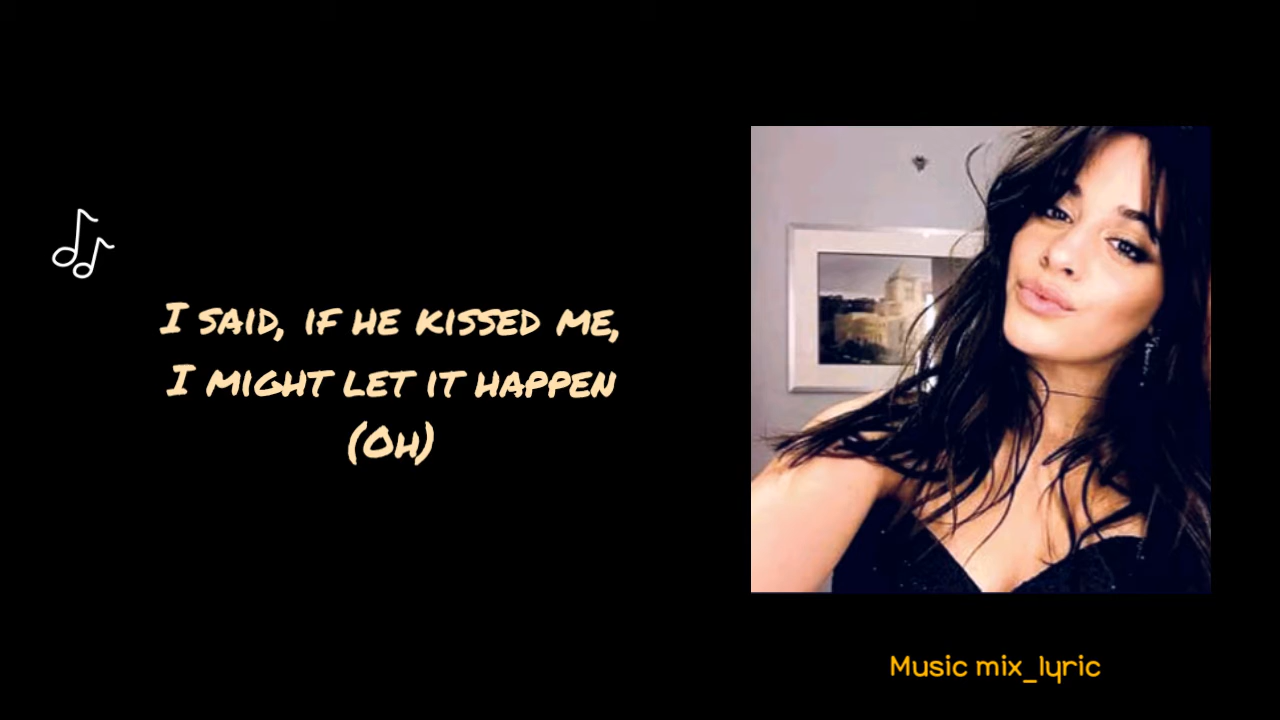 I SAID, IF HE KISSED ME,
I MIGHT LET IT HAPPEN
(OH)
Music mix_lyric